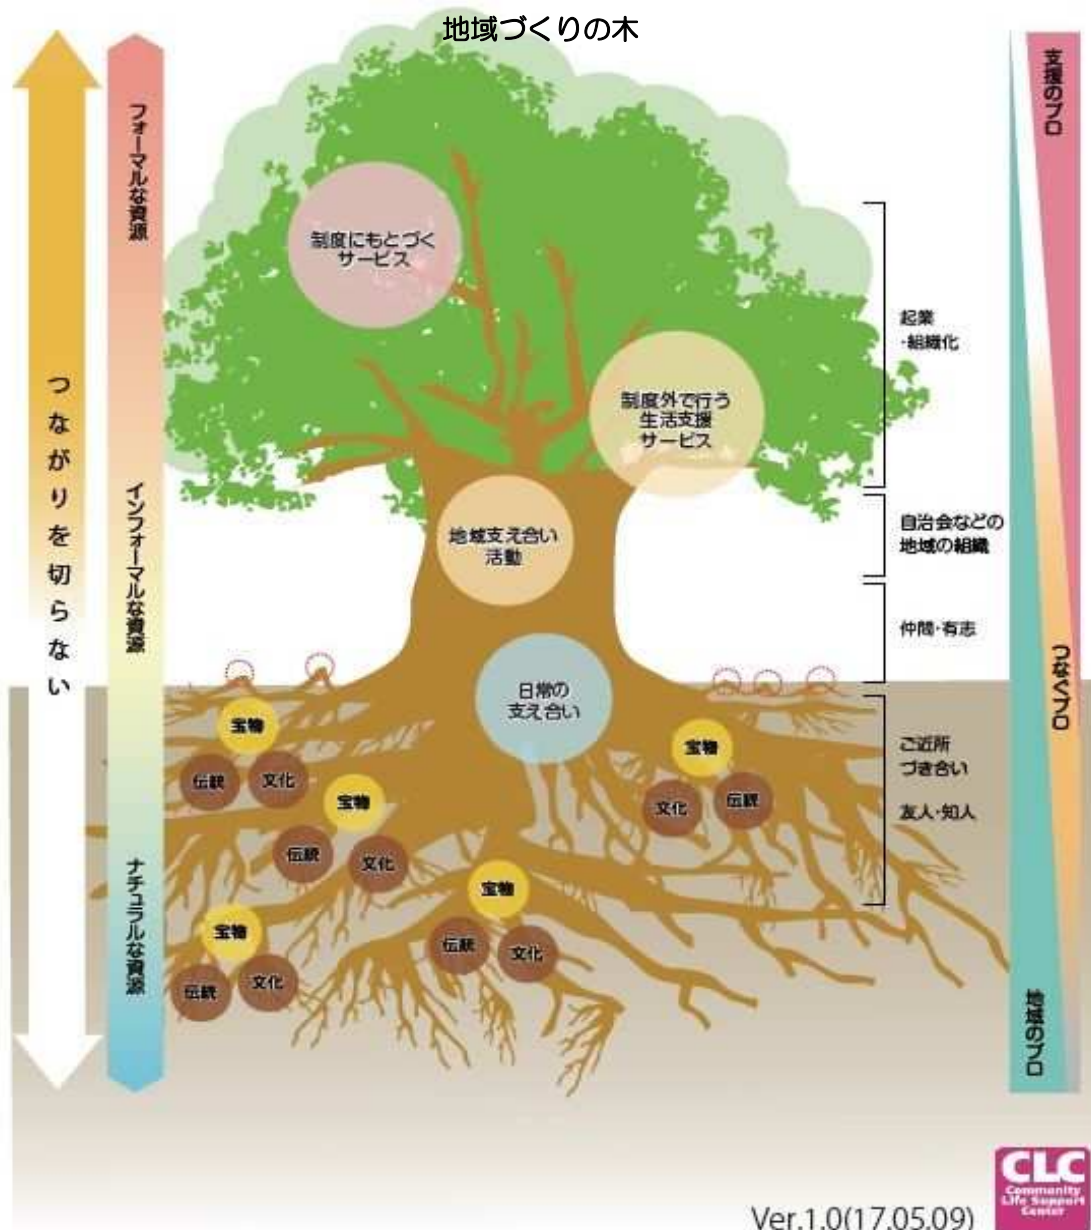 地域づくりの木
つながりを切らない
フォーマルな資源
インフォーマルな資源
ナチュラルな資源
制度にもとづく
サービス
制度外で行う
生活支援
サービス
地域支え合い
活動
日常の
支え合い
宝物
伝統
文化
宝物
伝統
文化
宝物
伝統
文化
宝物
伝統
文化
宝物
文化
伝統
起業
・組織化
自治会などの
地域の組織
仲間・有志
ご近所
づき合い
友人・知人
支援のプロ
つなぐプロ
地域のプロ
CLC
Community
Life Support
Center
Ver.1.0(17.05.09)